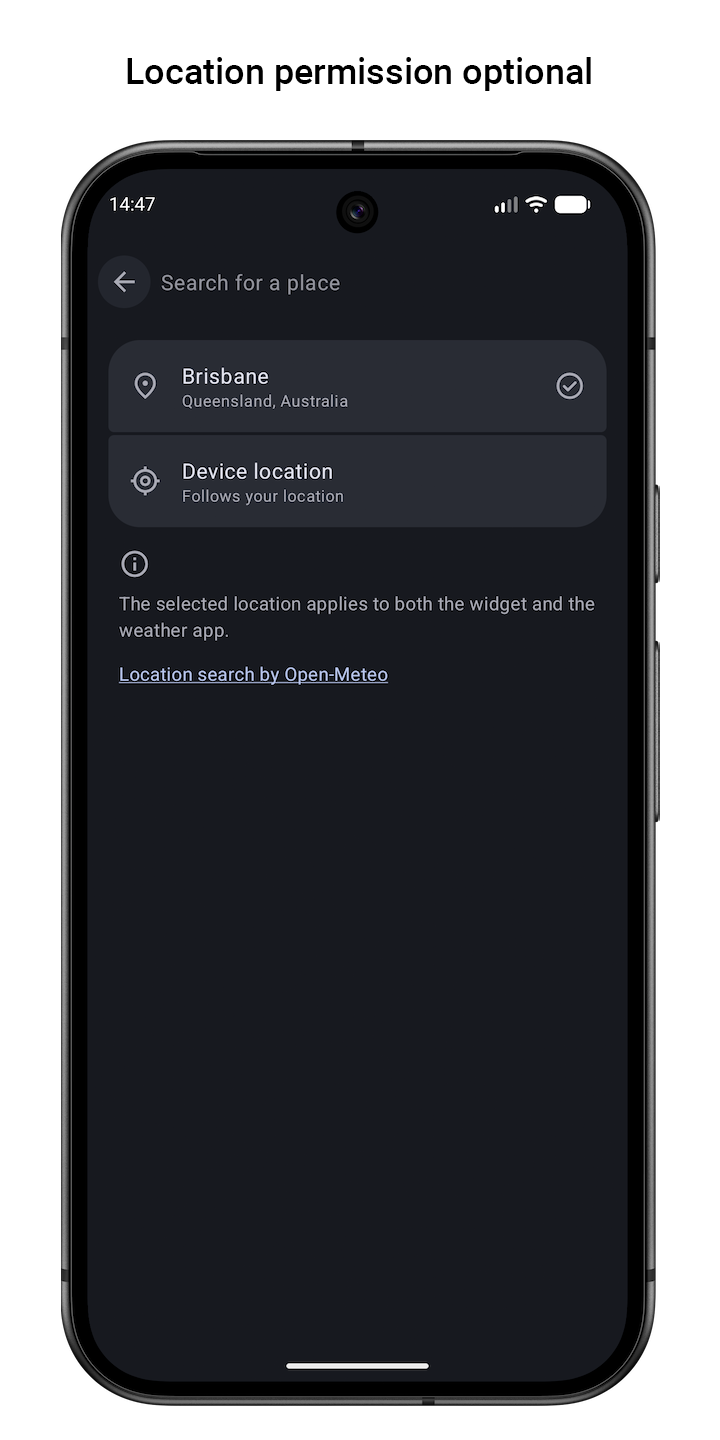 Location permission optional
14:47
Search for a place
Brisbane
Queensland, Australia
Device location
Follows your location
The selected location applies to both the widget and the
weather app.
Location search by Open-Meteo